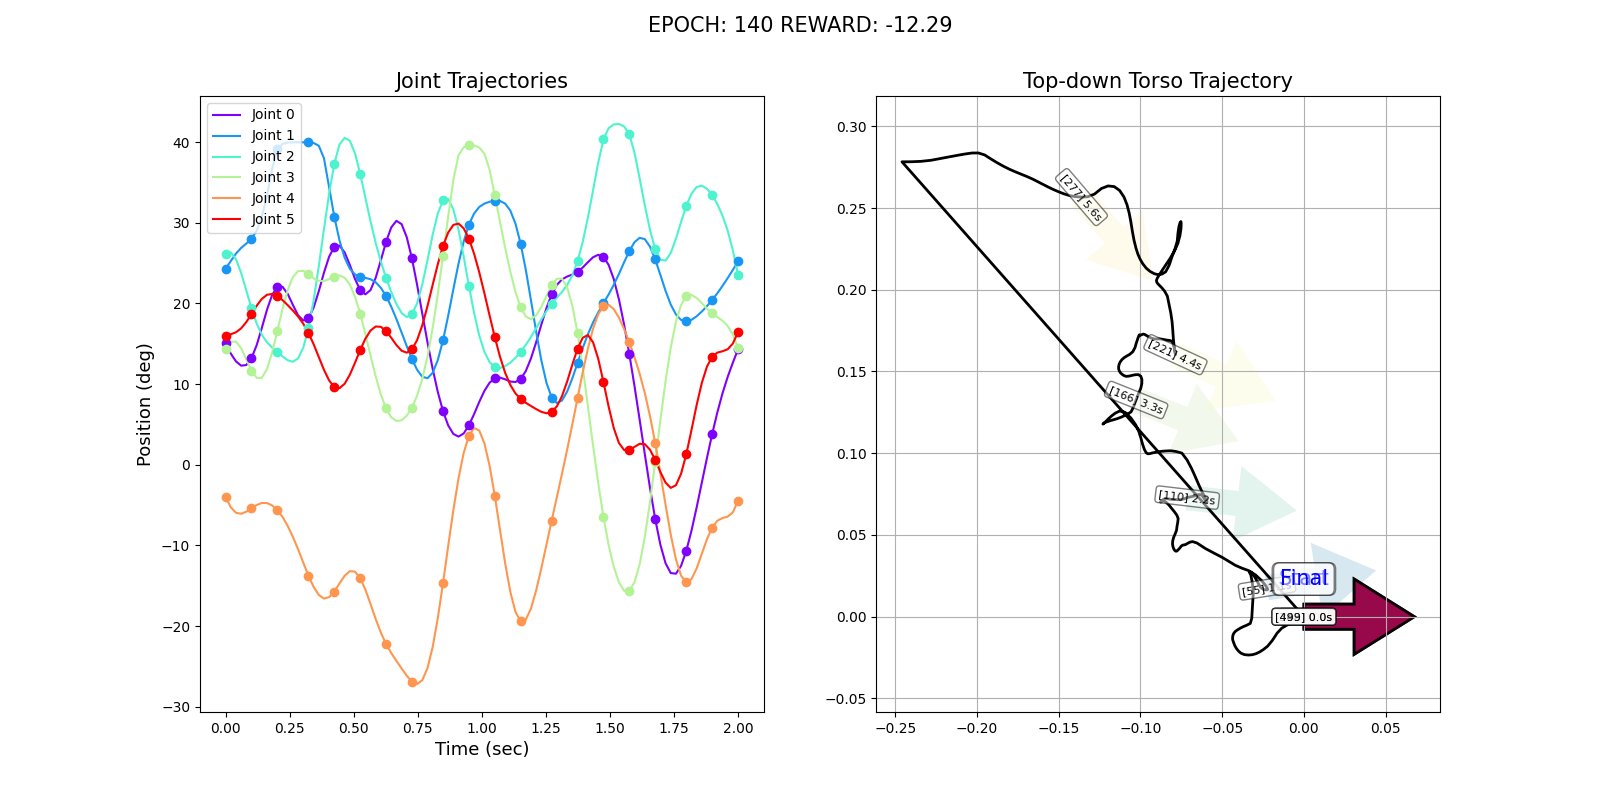 EPOCH: 140 REWARD: -12.29
Joint Trajectories
Joint 0
Joint 1
Joint 2
Joint 3
Joint 4
Joint 5
40
30
20
10
0
−10
−20
−30
Position (deg)
0.00 0.25 0.50 0.75 1.00 1.25 1.50 1.75 2.00
Time (sec)
Top-down Torso Trajectory
0.30
0.25
0.20
0.15
0.10
0.05
0.00
−0.05
[277] 5.6s
[221] 4.4s
[166] 3.3s
[110] 2.2s
[55]
Final
[499] 0.0s
−0.25 −0.20 −0.15 −0.10 −0.05 0.00 0.05